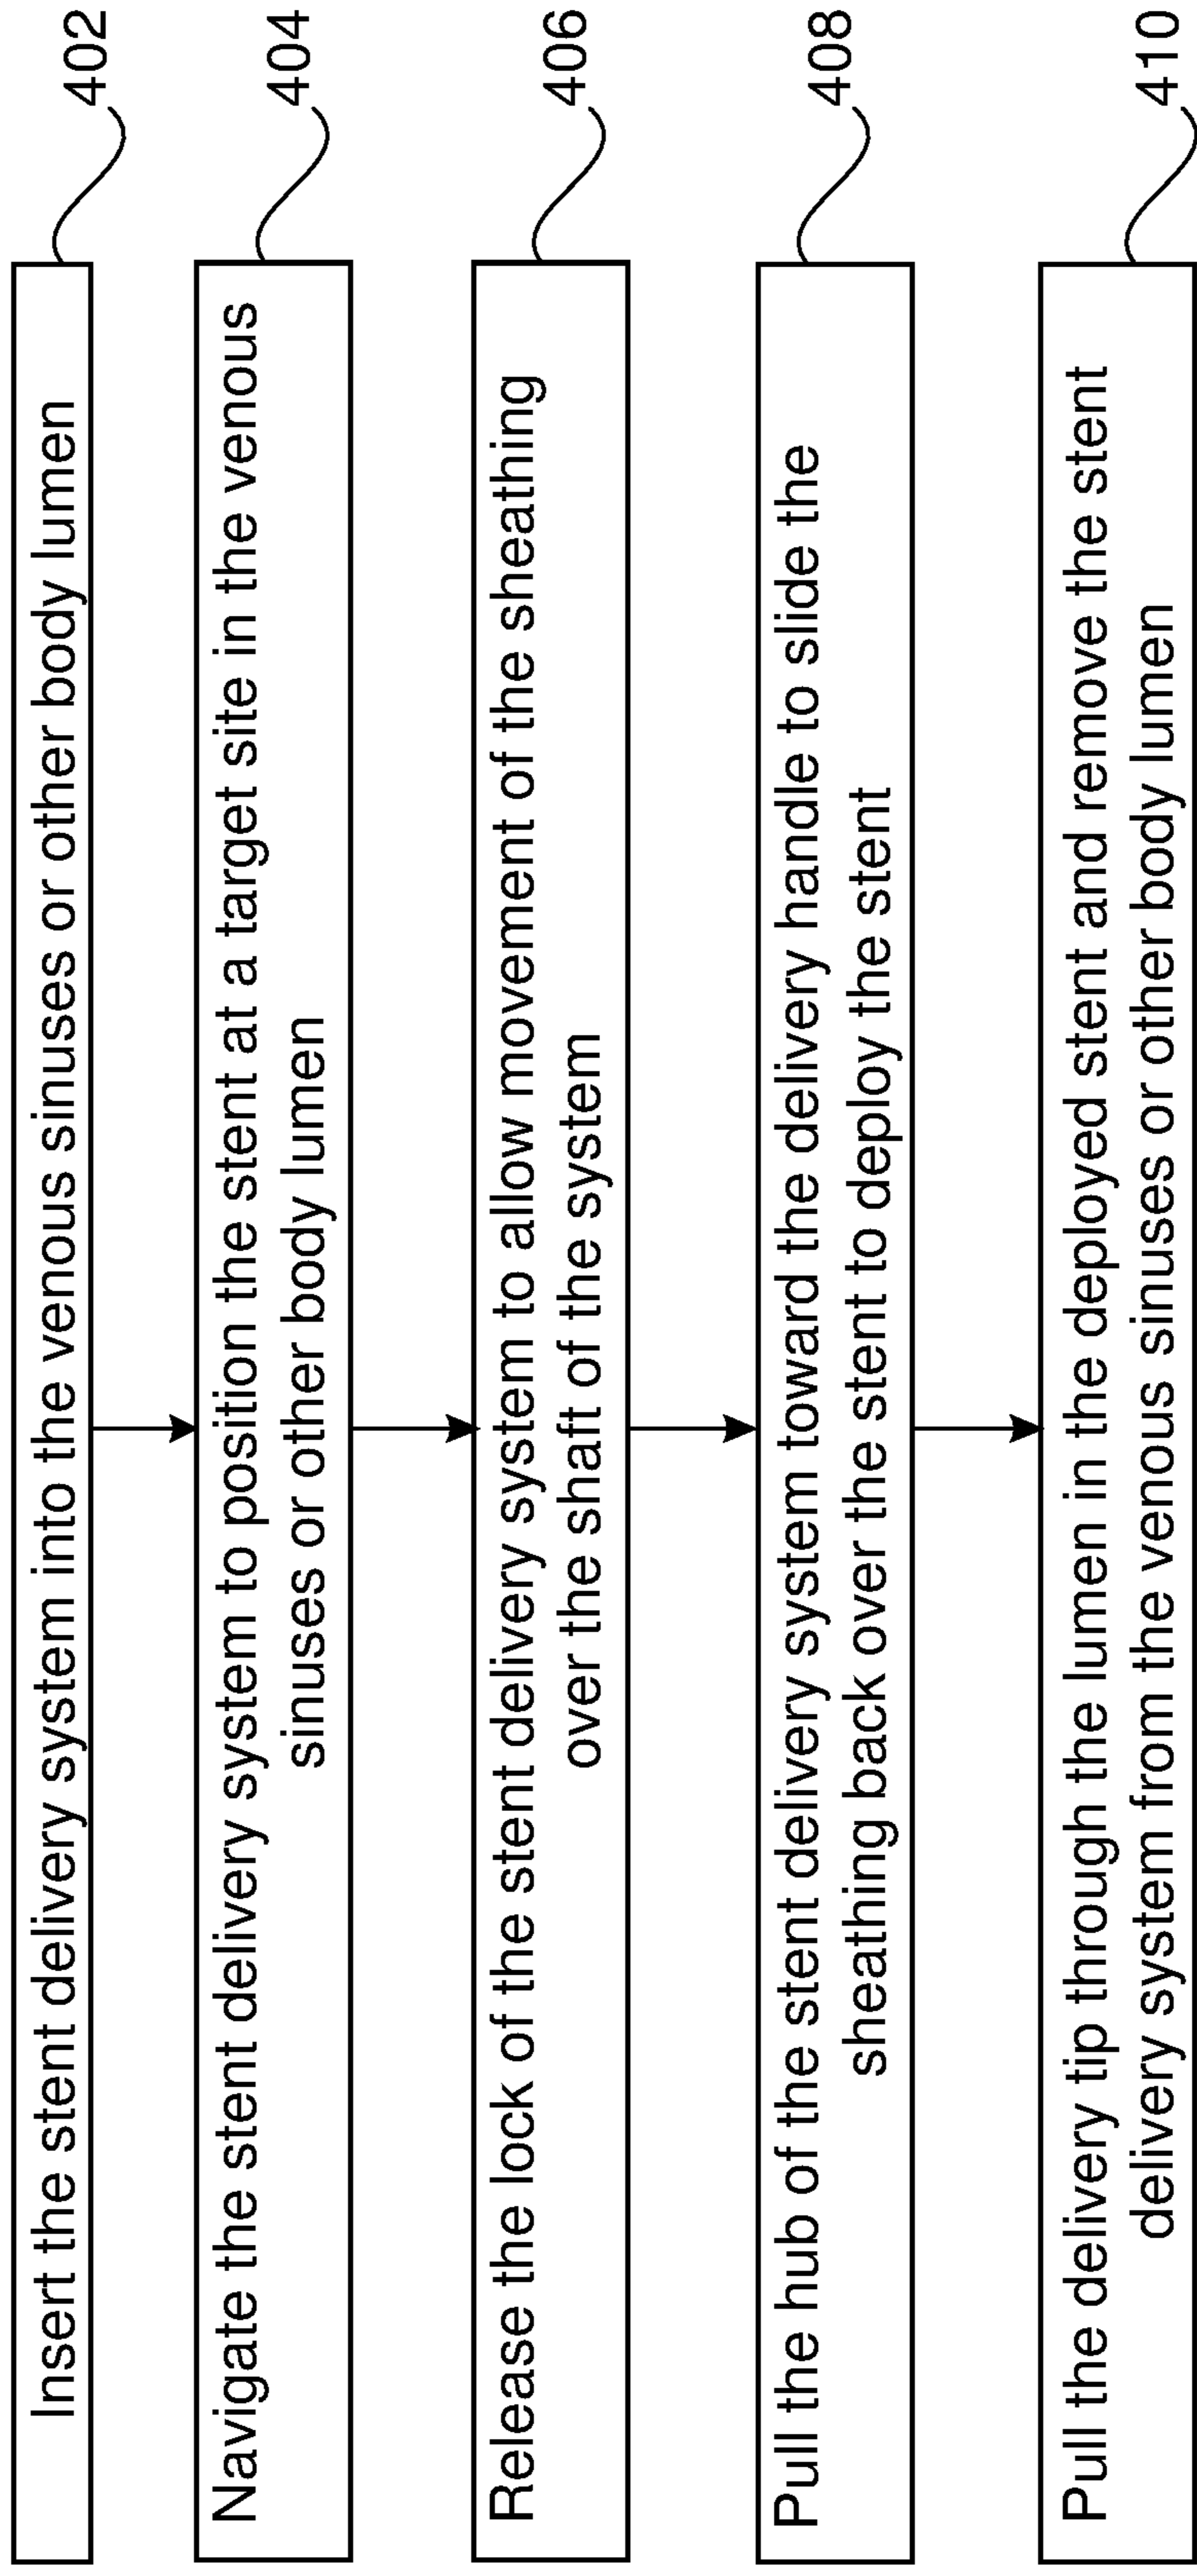 Insert the stent delivery system into the venous sinuses or other body lumen
402
Navigate the stent delivery system to position the stent at a target site in the venous
sinuses or other body lumen
404
Release the lock of the stent delivery system to allow movement of the sheathing
over the shaft of the system
406
Pull the hub of the stent delivery system toward the delivery handle to slide the
sheathing back over the stent to deploy the stent
408
Pull the delivery tip through the lumen in the deployed stent and remove the stent
delivery system from the venous sinuses or other body lumen
410